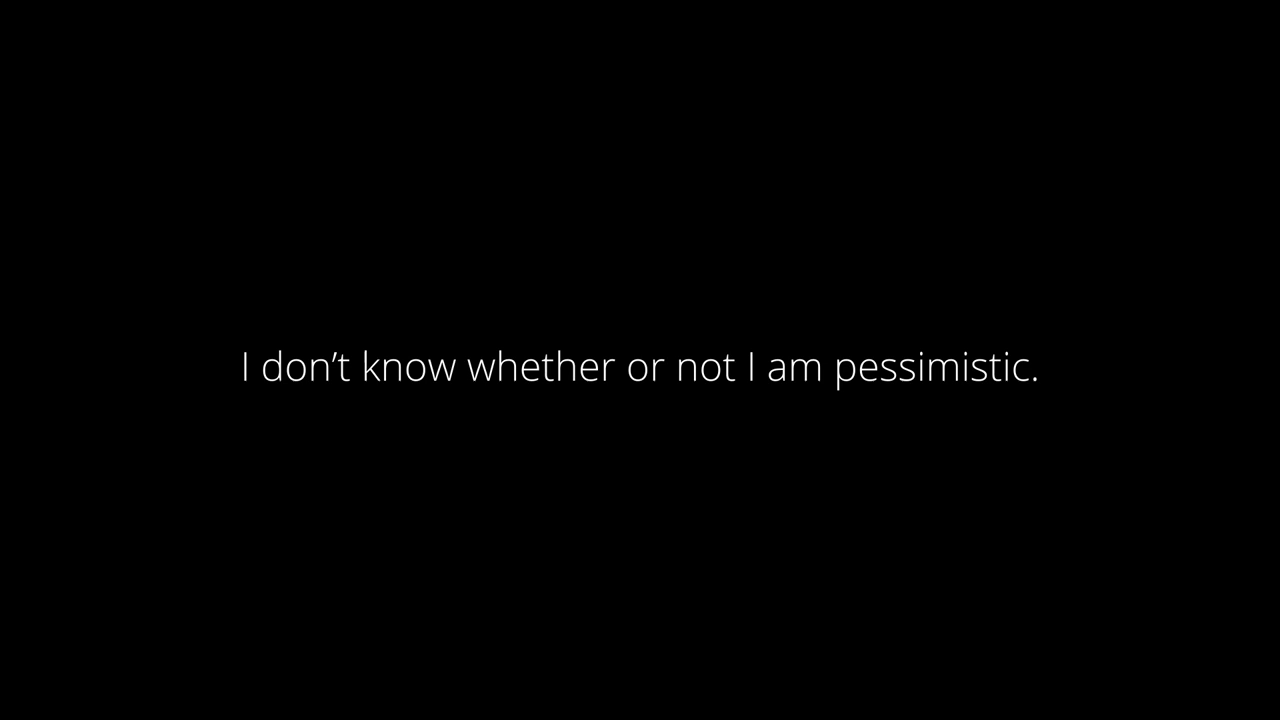 I don’t know whether or not I am pessimistic.